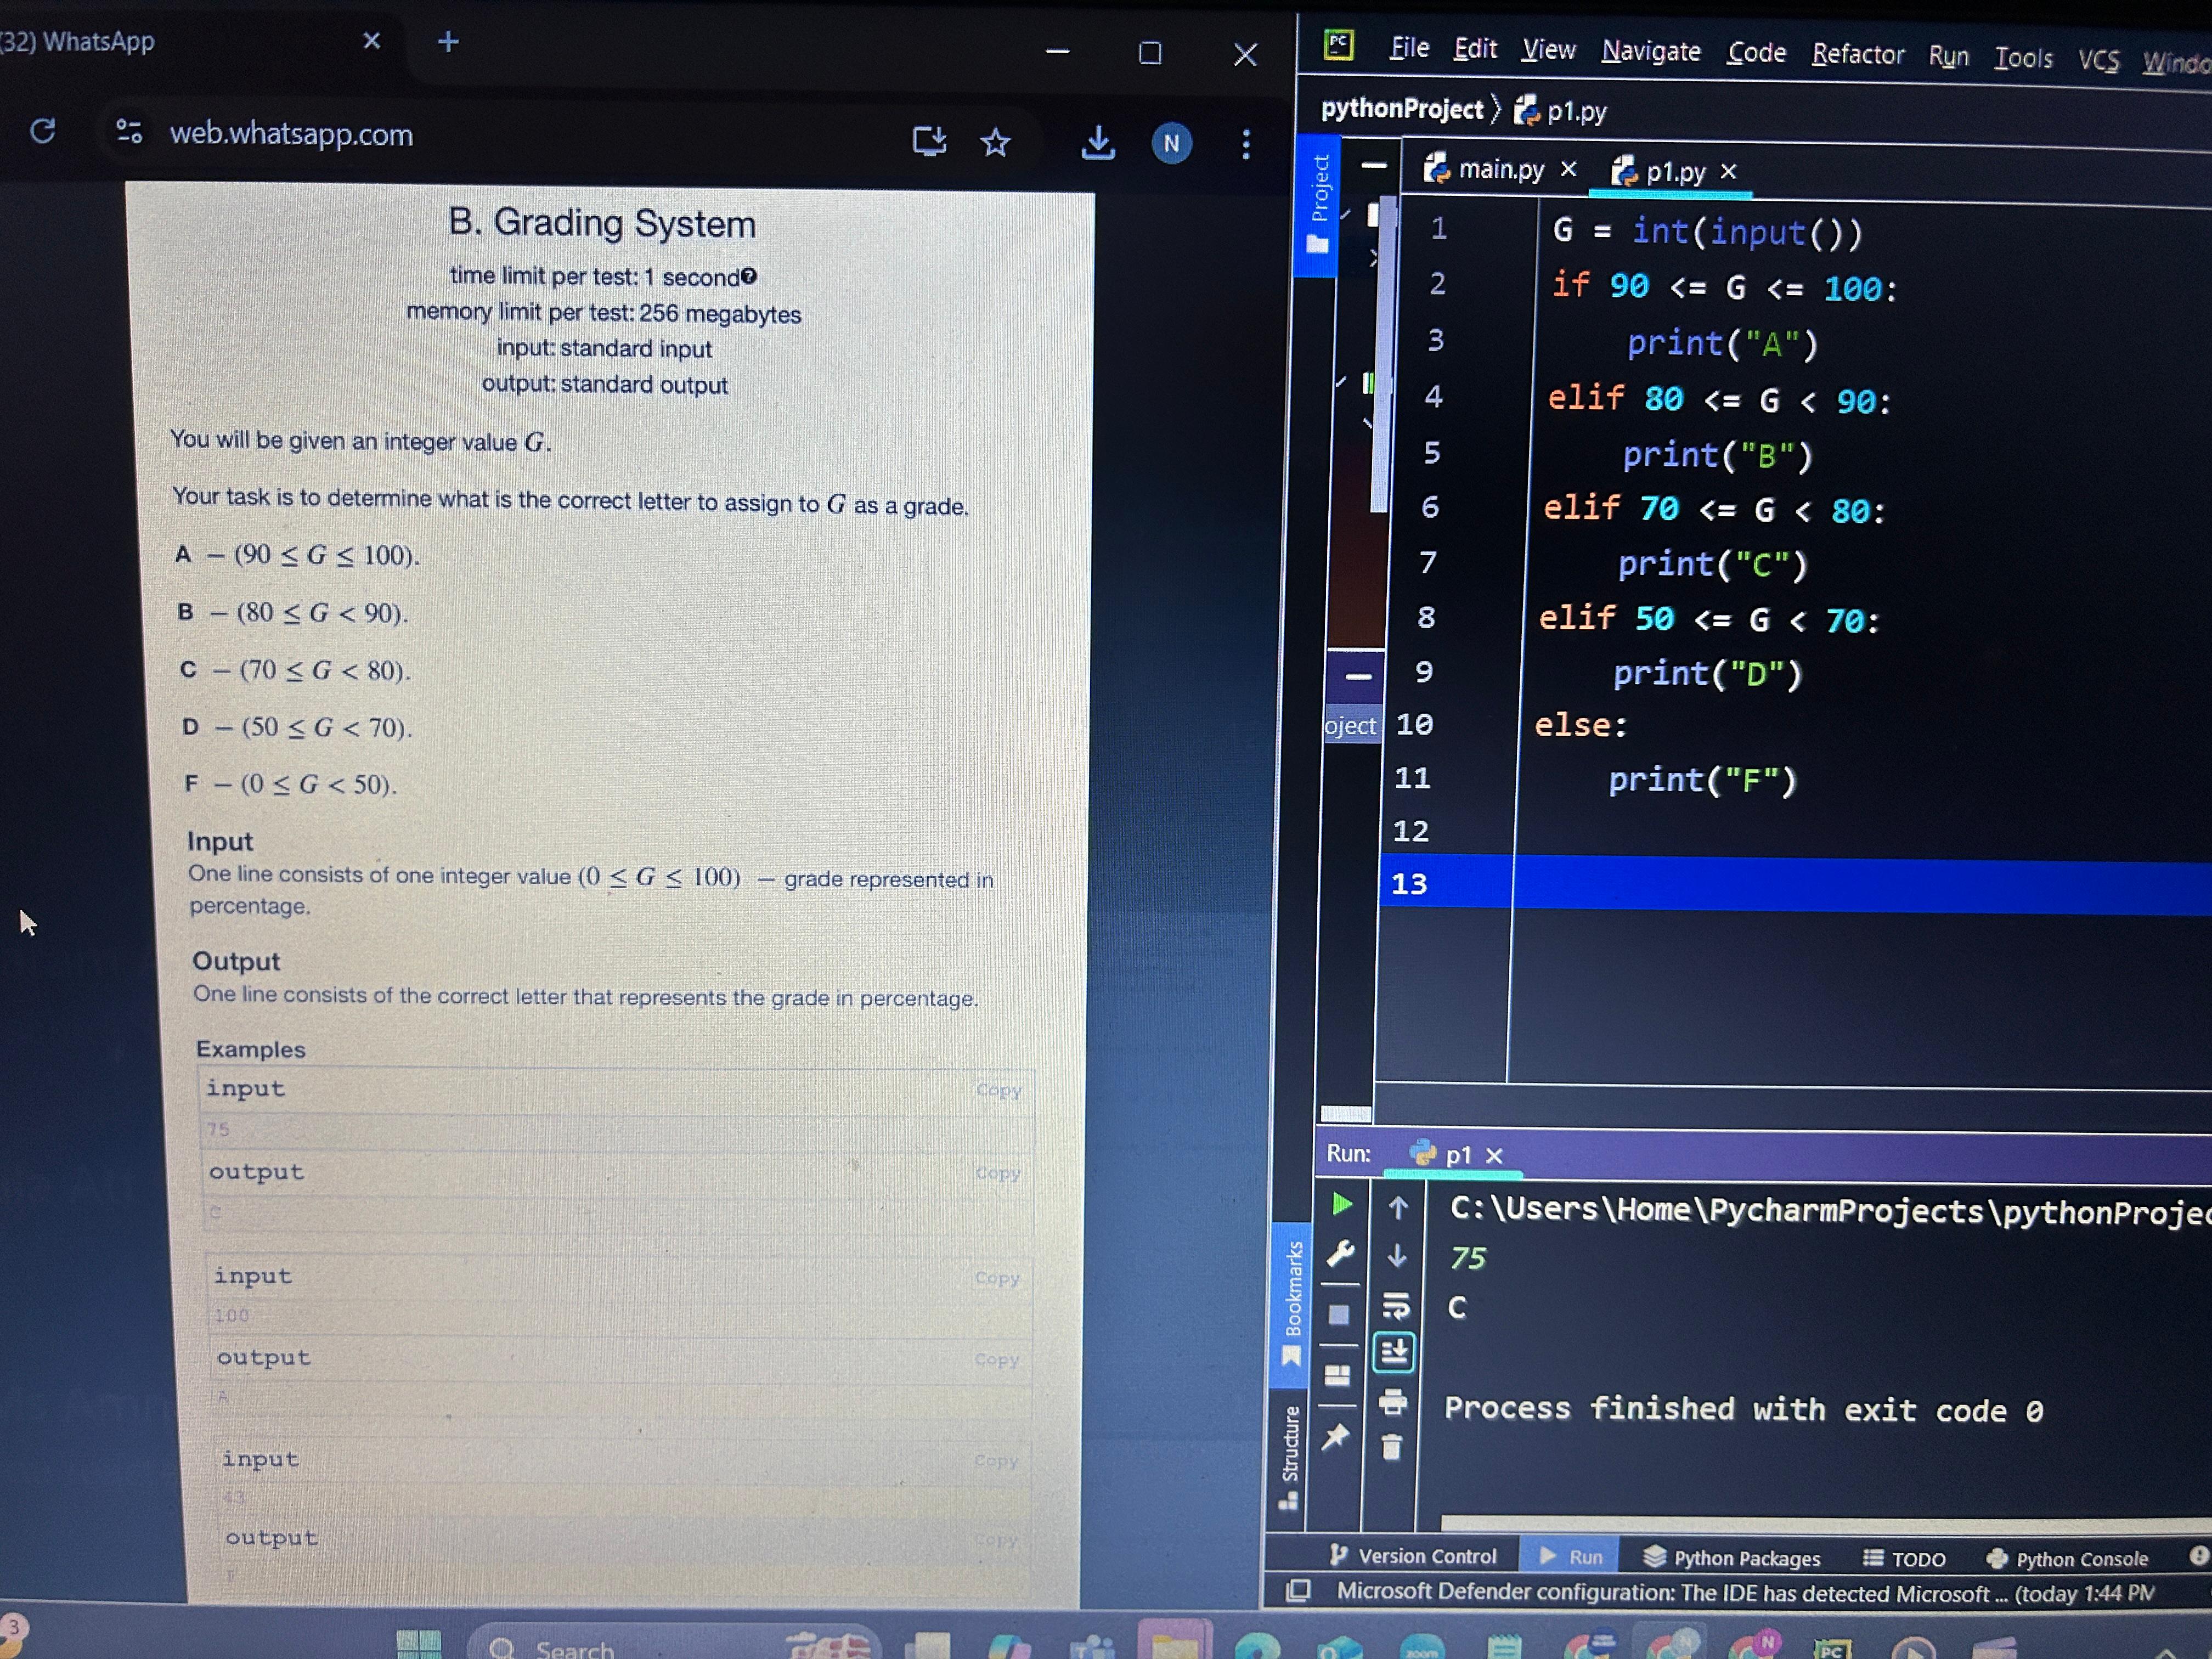 (32) WhatsApp
web.whatsapp.com
N
B. Grading System
time limit per test: 1 second
memory limit per test: 256 megabytes
input: standard input
output: standard output
You will be given an integer value G.
Your task is to determine what is the correct letter to assign to G as a grade.
A – (90 ≤ G ≤ 100).
B – (80 ≤ G < 90).
C – (70 ≤ G < 80).
D – (50 ≤ G < 70).
F – (0 ≤ G < 50).
Input
One line consists of one integer value (0 ≤ G ≤ 100) – grade represented in
percentage.
Output
One line consists of the correct letter that represents the grade in percentage.
Examples
input Copy
75
output Copy
C
input Copy
100
output Copy
A
input Copy
43
output Copy
F
3
Search
PC File Edit View Navigate Code Refactor Run Tools VCS Windo
pythonProject p1.py
Project
main.py p1.py
1 G = int(input())
2 if 90 <= G <= 100:
3 print("A")
4 elif 80 <= G < 90:
5 print("B")
6 elif 70 <= G < 80:
7 print("C")
8 elif 50 <= G < 70:
9 print("D")
oject
10 else:
11 print("F")
12
13
Run: p1
C:\Users\Home\PycharmProjects\pythonProjec
75
C
Process finished with exit code 0
Bookmarks
Structure
Version Control Run Python Packages TODO Python Console
Microsoft Defender configuration: The IDE has detected Microsoft ... (today 1:44 PM
zoom
N
N
PC